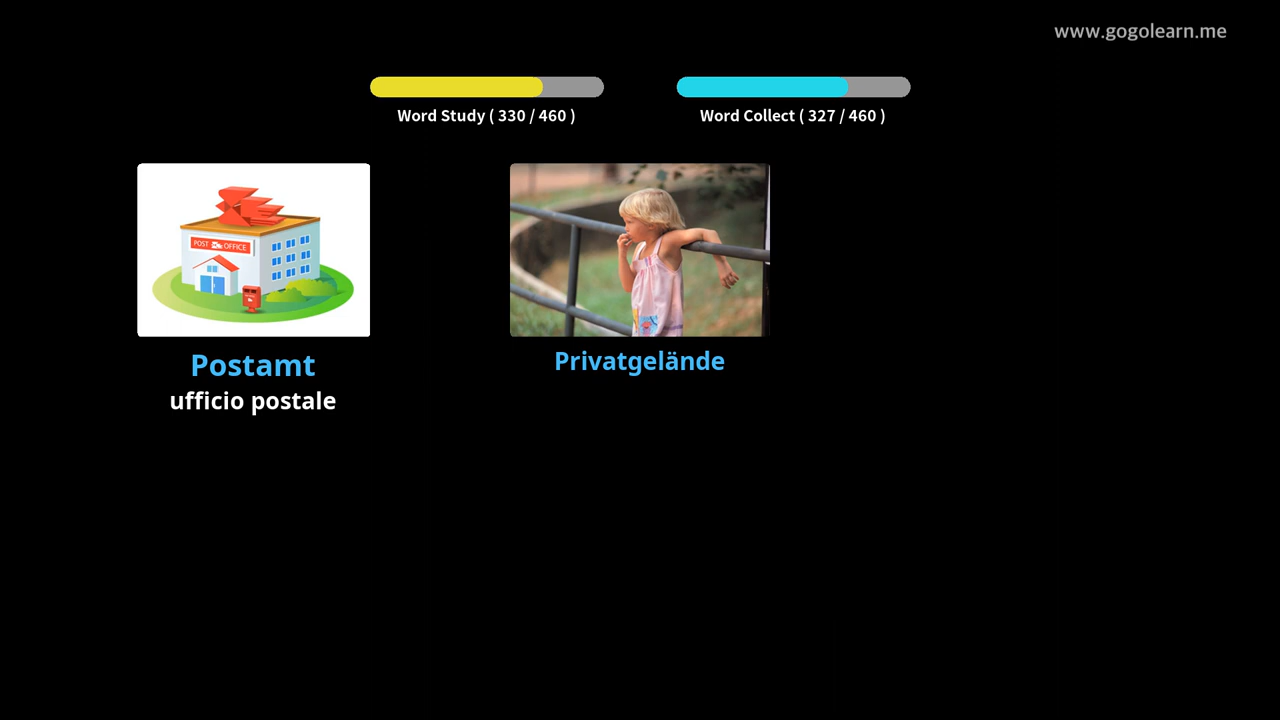 www.gogolearn.me
Word Study ( 330 / 460 )
Word Collect ( 327 / 460 )
POST OFFICE
Postamt
ufficio postale
Privatgelände